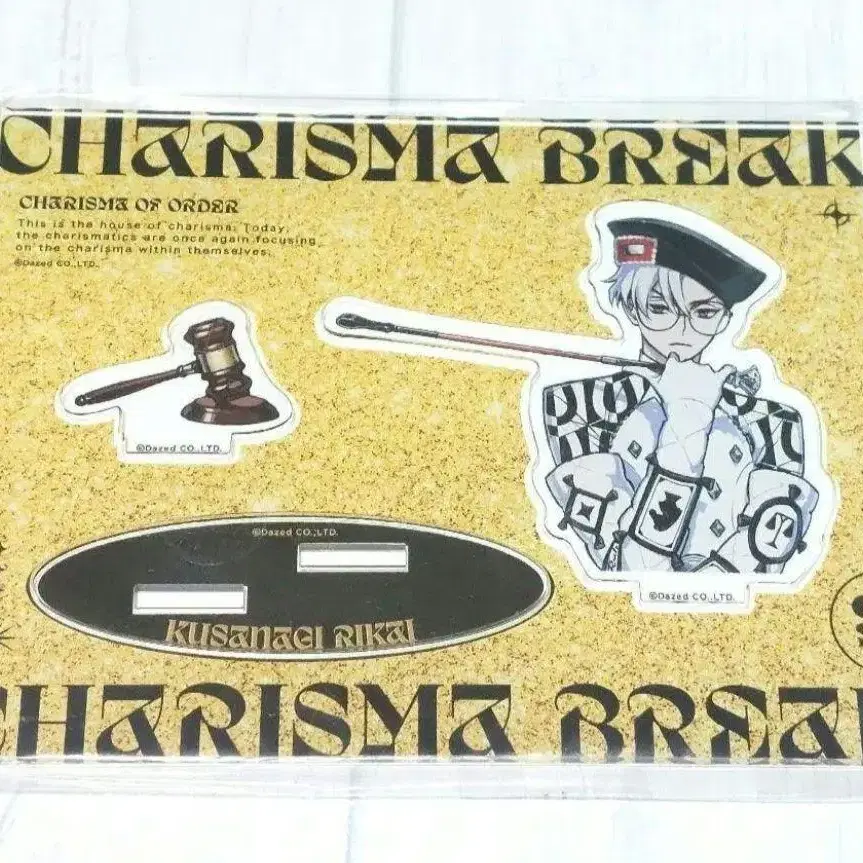 CHARISMA BREAK
CHARISMA OF ORDER
This is the house of charisma. Today,
the charismatics are once again focusing
on the charisma within themselves.
©Dazed CO.,LTD.
©Dazed CO.,LTD.
©Dazed CO.,LTD.
©Dazed CO.,LTD.
KUSANAGI RIKAI
CHARISMA BREA